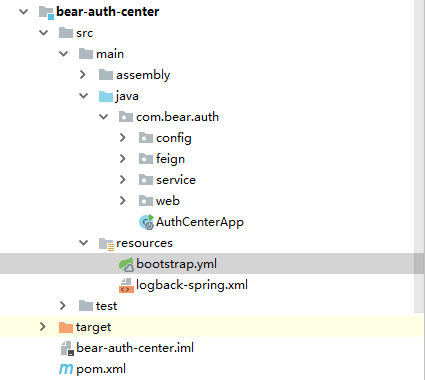 bear-auth-center
src
main
assembly
java
com.bear.auth
config
feign
service
web
AuthCenterApp
resources
bootstrap.yml
logback-spring.xml
test
target
bear-auth-center.iml
pom.xml